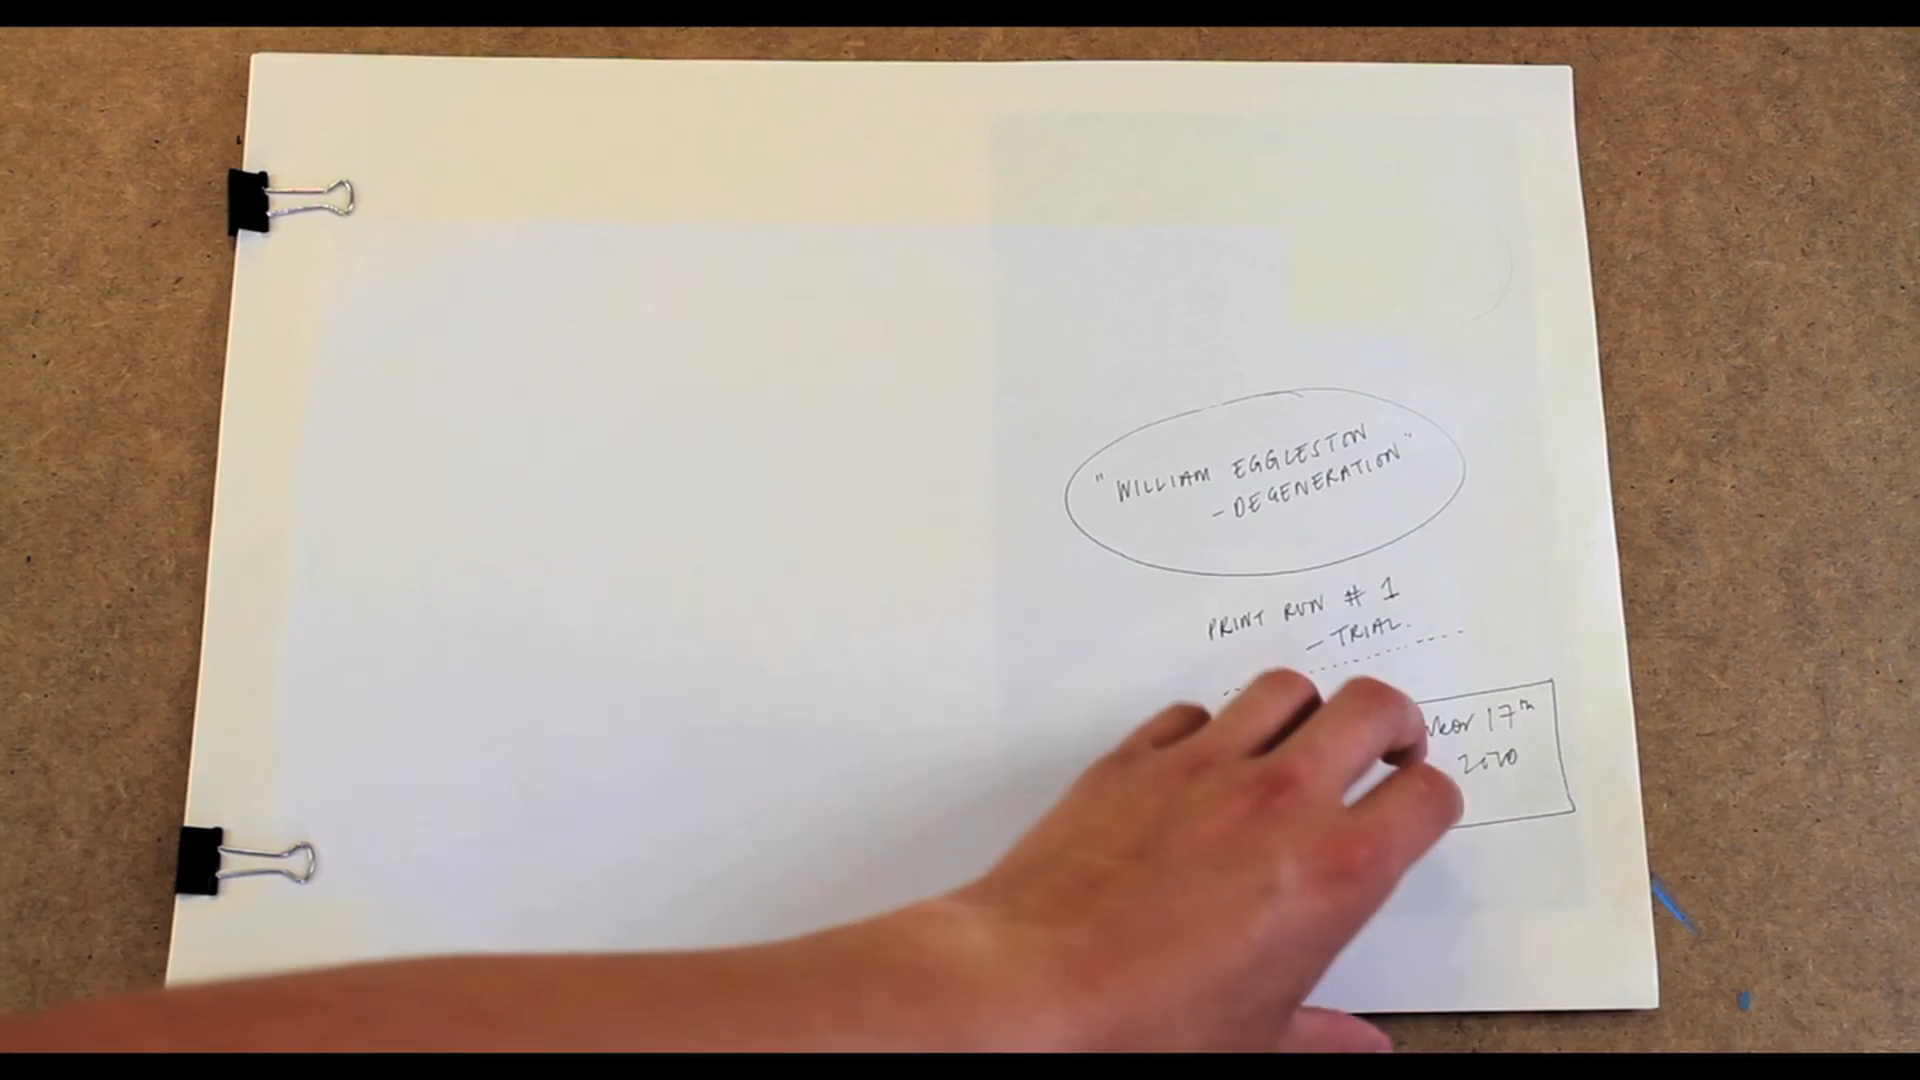 "WILLIAM EGGLESTON
- DEGENERATION"
PRINT RUN # 1
- TRIAL.
17th
2020